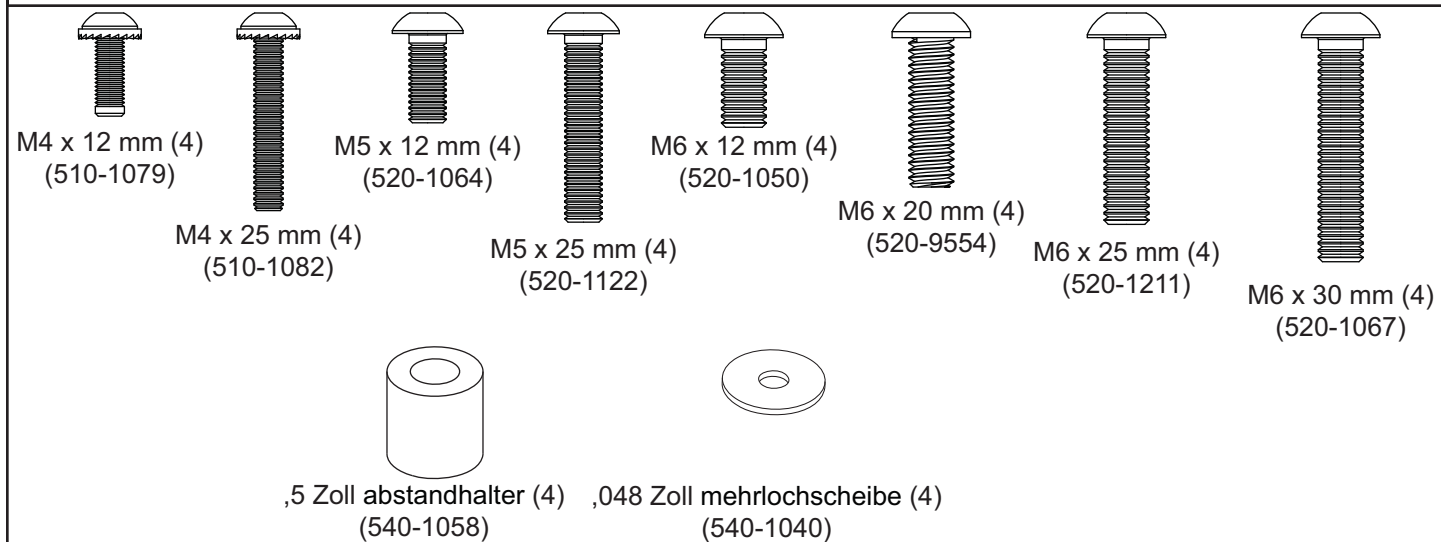 M4 x 12 mm (4)
(510-1079)
M4 x 25 mm (4)
(510-1082)
M5 x 12 mm (4)
(520-1064)
M5 x 25 mm (4)
(520-1122)
M6 x 12 mm (4)
(520-1050)
M6 x 20 mm (4)
(520-9554)
M6 x 25 mm (4)
(520-1211)
M6 x 30 mm (4)
(520-1067)
,5 Zoll abstandhalter (4)
(540-1058)
,048 Zoll mehrlochscheibe (4)
(540-1040)